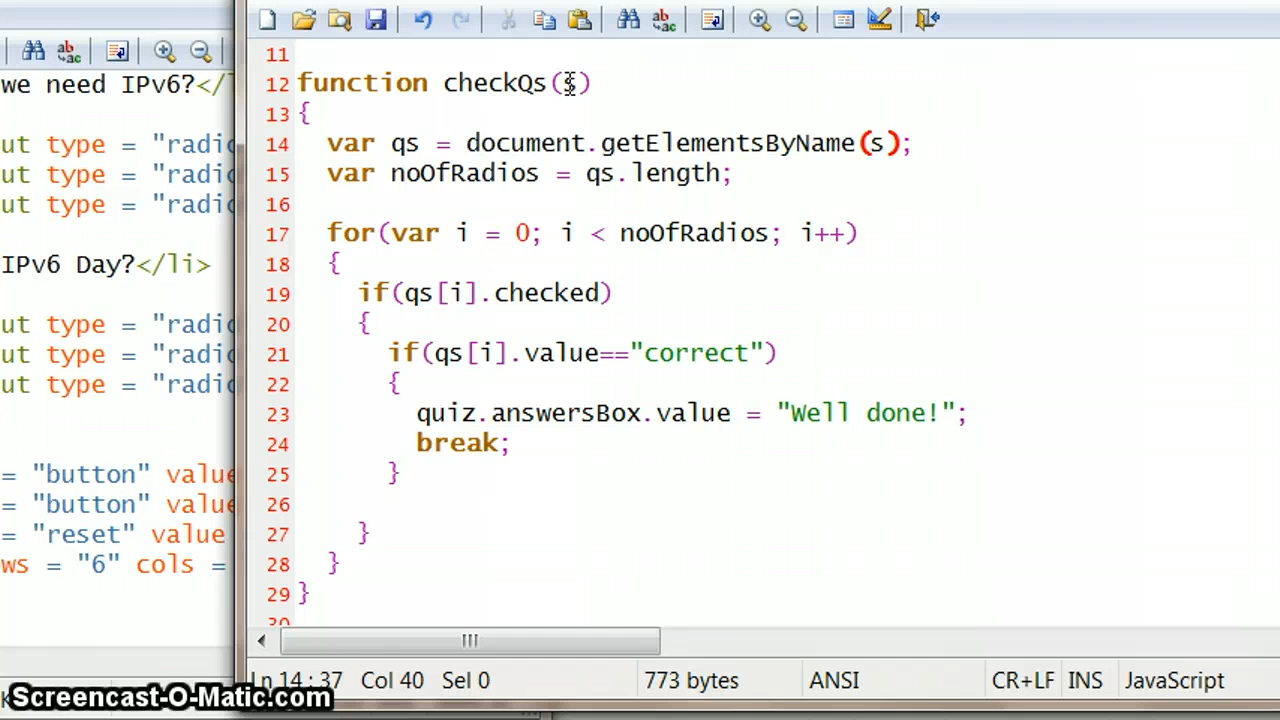 we need IPv6?</l
ut type = "radio
ut type = "radio
ut type = "radio
IPv6 Day?</li>
ut type = "radio
ut type = "radio
ut type = "radio
= "button" value
= "button" value
= "reset" value
ws = "6" cols =
11
12 function checkQs(s)
13 {
14 var qs = document.getElementsByName(s);
15 var noOfRadios = qs.length;
16
17 for(var i = 0; i < noOfRadios; i++)
18 {
19 if(qs[i].checked)
20 {
21 if(qs[i].value=="correct")
22 {
23 quiz.answersBox.value = "Well done!";
24 break;
25 }
26
27 }
28 }
29 }
30
Ln 14 : 37 Col 40 Sel 0 773 bytes ANSI CR+LF INS JavaScript
Screencast-O-Matic.com